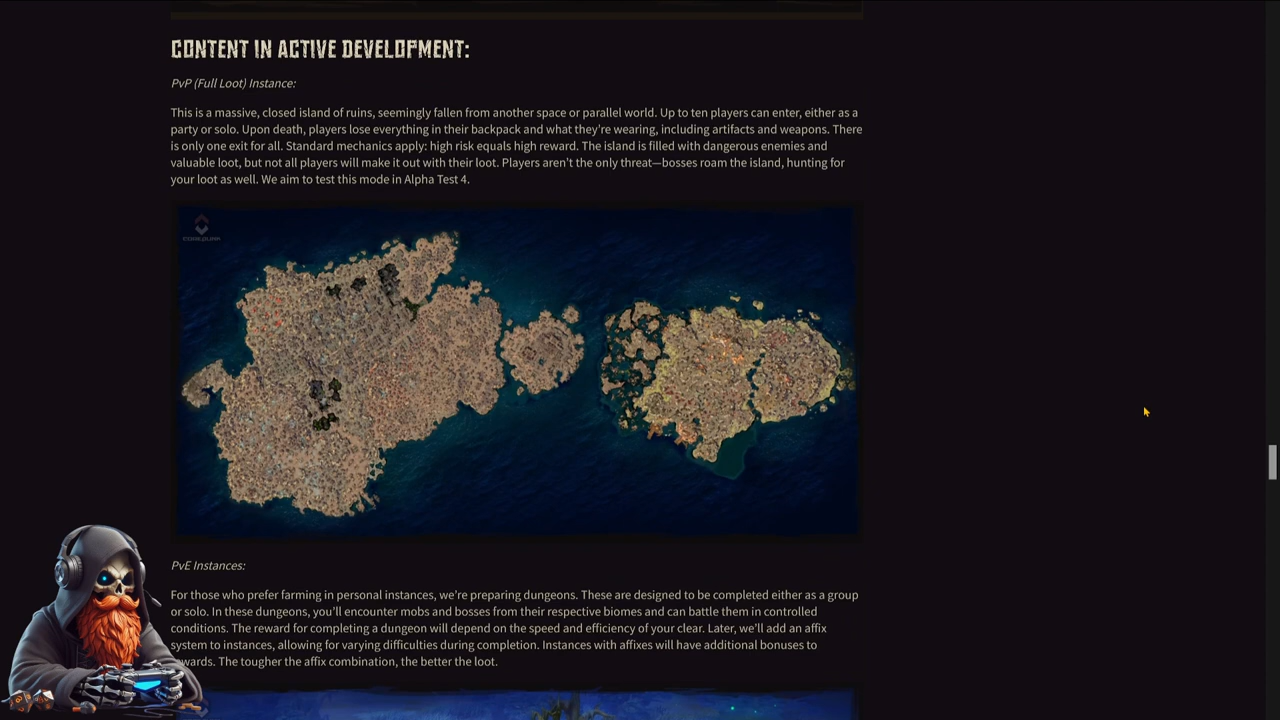 CONTENT IN ACTIVE DEVELOPMENT:
PvP (Full Loot) Instance:
This is a massive, closed island of ruins, seemingly fallen from another space or parallel world. Up to ten players can enter, either as a
party or solo. Upon death, players lose everything in their backpack and what they're wearing, including artifacts and weapons. There
is only one exit for all. Standard mechanics apply: high risk equals high reward. The island is filled with dangerous enemies and
valuable loot, but not all players will make it out with their loot. Players aren't the only threat—bosses roam the island, hunting for
your loot as well. We aim to test this mode in Alpha Test 4.
COREPUNK
PvE Instances:
For those who prefer farming in personal instances, we're preparing dungeons. These are designed to be completed either as a group
or solo. In these dungeons, you'll encounter mobs and bosses from their respective biomes and can battle them in controlled
conditions. The reward for completing a dungeon will depend on the speed and efficiency of your clear. Later, we'll add an affix
system to instances, allowing for varying difficulties during completion. Instances with affixes will have additional bonuses to
wards. The tougher the affix combination, the better the loot.